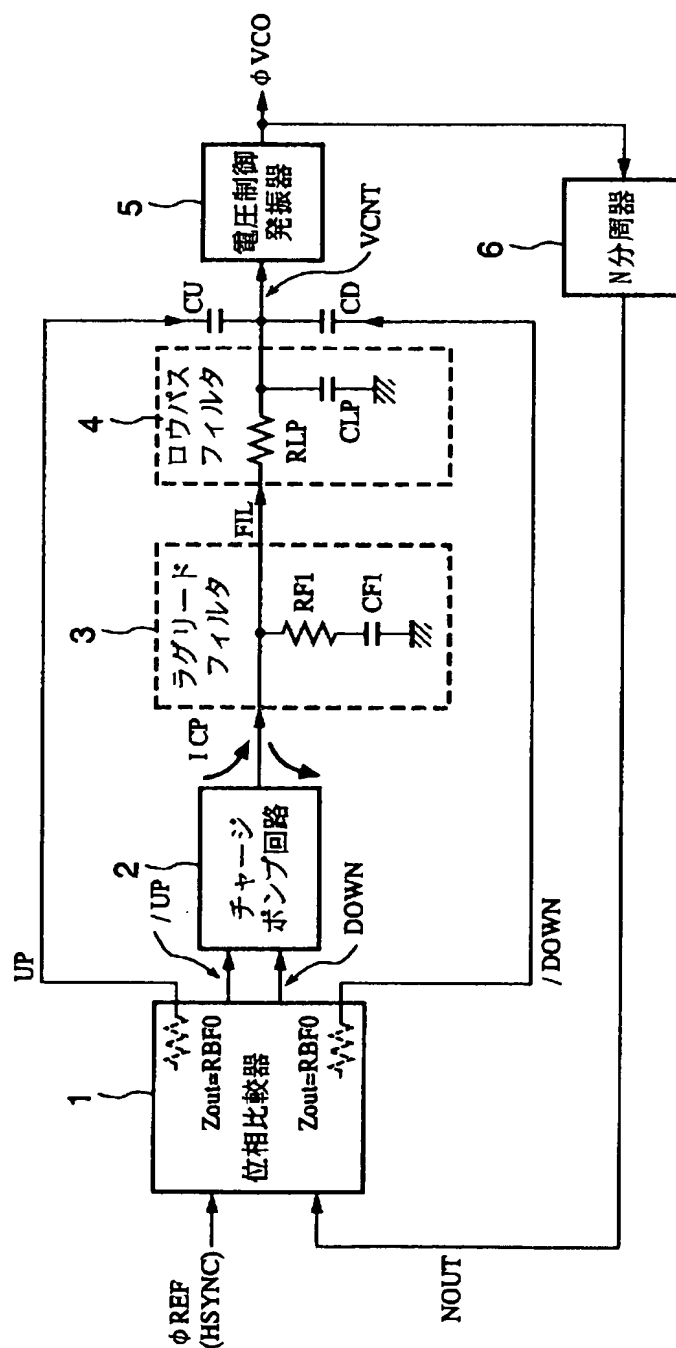 φREF
(HSYNC)
NOUT
1
位相比較器
Zout=RBF0
Zout=RBF0
UP
/DOWN
/UP
DOWN
2
チャージ
ポンプ回路
ICP
3
ラグリード
フィルタ
RF1
CF1
FIL
4
ロウパス
フィルタ
RLP
CLP
CU
CD
VCNT
5
電圧制御
発振器
φVCO
6
N分周器